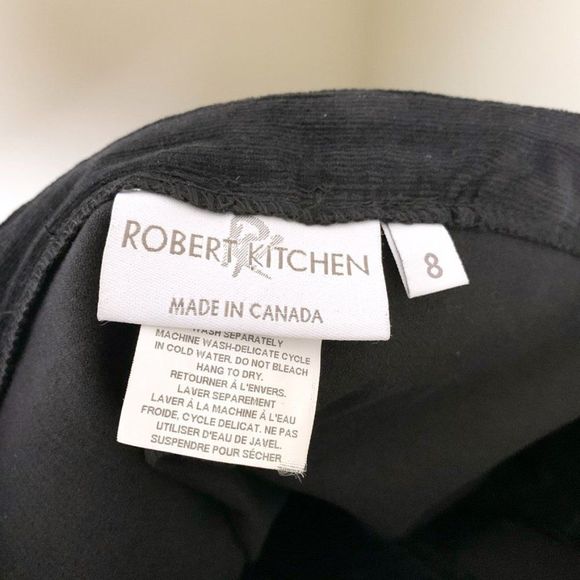 ROBERT KITCHEN
MADE IN CANADA
8
WASH SEPARATELY
MACHINE WASH-DELICATE CYCLE
IN COLD WATER. DO NOT BLEACH
HANG TO DRY.
RETOURNER À L'ENVERS.
LAVER SEPAREMENT
LAVER À LA MACHINE À L'EAU
FROIDE, CYCLE DELICAT. NE PAS
UTILISER D'EAU DE JAVEL.
SUSPENDRE POUR SÉCHER